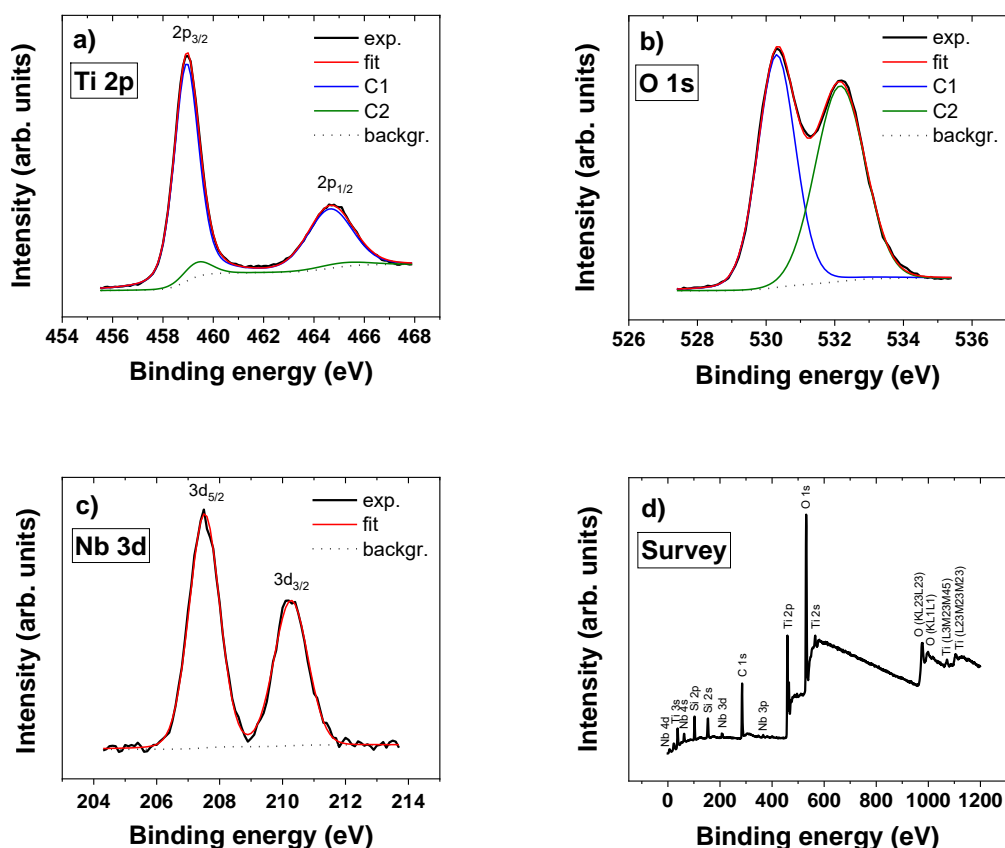 a)
Ti 2p
2p3/2
2p1/2
exp.
fit
C1
C2
backgr.
Intensity (arb. units)
454 456 458 460 462 464 466 468
Binding energy (eV)
b)
O 1s
exp.
fit
C1
C2
backgr.
Intensity (arb. units)
526 528 530 532 534 536
Binding energy (eV)
c)
Nb 3d
3d5/2
3d3/2
exp.
fit
backgr.
Intensity (arb. units)
204 206 208 210 212 214
Binding energy (eV)
d)
Survey
Nb 4d
Ti 3s
Nb 4s
Si 2p
Si 2s
Nb 3d
C 1s
Nb 3p
Ti 2p
O 1s
Ti 2s
O (KL23L23)
O (KL1L1)
Ti (L3M23M45)
Ti (L23M23M23)
Intensity (arb. units)
0 200 400 600 800 1000 1200
Binding energy (eV)